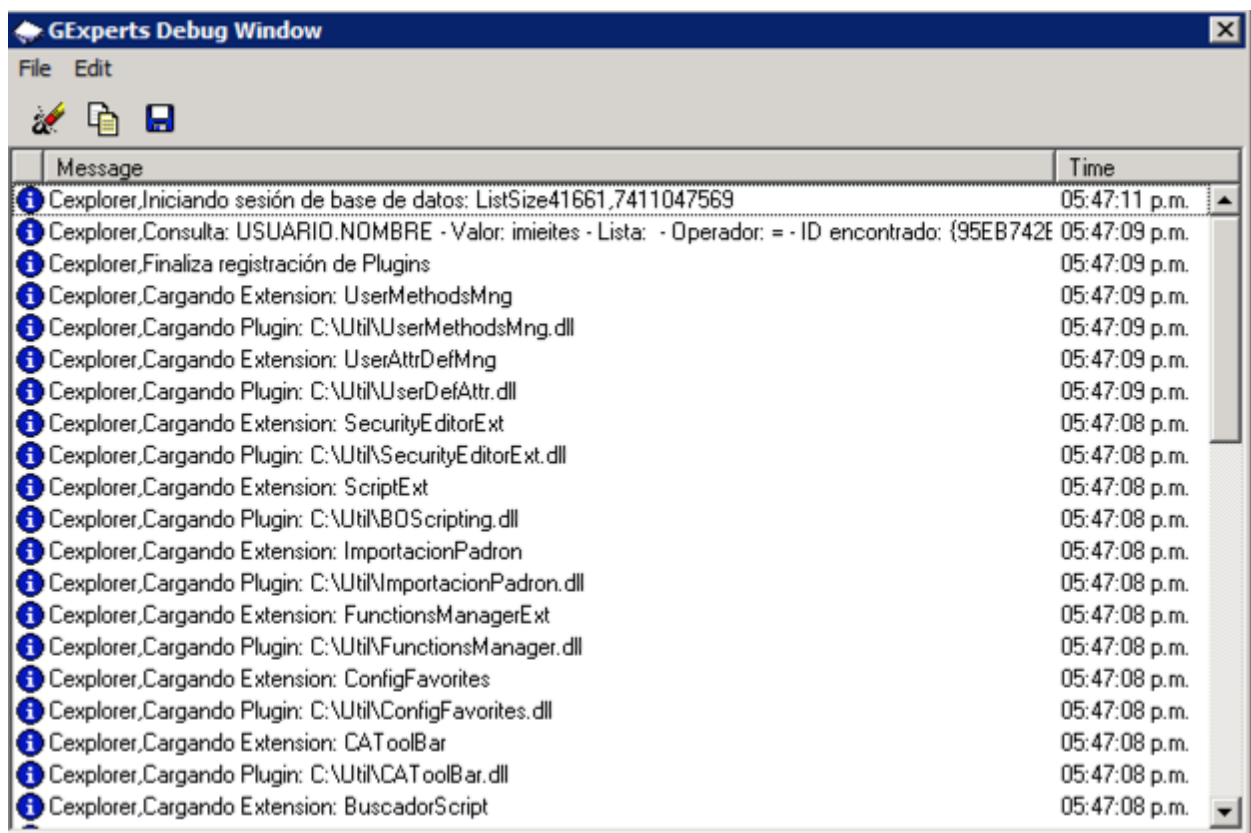 GExperts Debug Window
File Edit
Message Time
Cexplorer,Iniciando sesión de base de datos: ListSize41661,7411047569 05:47:11 p.m.
Cexplorer,Consulta: USUARIO.NOMBRE - Valor: imieites - Lista:  - Operador: = - ID encontrado: {95EB742E 05:47:09 p.m.
Cexplorer,Finaliza registración de Plugins 05:47:09 p.m.
Cexplorer,Cargando Extension: UserMethodsMng 05:47:09 p.m.
Cexplorer,Cargando Plugin: C:\Util\UserMethodsMng.dll 05:47:09 p.m.
Cexplorer,Cargando Extension: UserAttrDefMng 05:47:09 p.m.
Cexplorer,Cargando Plugin: C:\Util\UserDefAttr.dll 05:47:09 p.m.
Cexplorer,Cargando Extension: SecurityEditorExt 05:47:08 p.m.
Cexplorer,Cargando Plugin: C:\Util\SecurityEditorExt.dll 05:47:08 p.m.
Cexplorer,Cargando Extension: ScriptExt 05:47:08 p.m.
Cexplorer,Cargando Plugin: C:\Util\BOScripting.dll 05:47:08 p.m.
Cexplorer,Cargando Extension: ImportacionPadron 05:47:08 p.m.
Cexplorer,Cargando Plugin: C:\Util\ImportacionPadron.dll 05:47:08 p.m.
Cexplorer,Cargando Extension: FunctionsManagerExt 05:47:08 p.m.
Cexplorer,Cargando Plugin: C:\Util\FunctionsManager.dll 05:47:08 p.m.
Cexplorer,Cargando Extension: ConfigFavorites 05:47:08 p.m.
Cexplorer,Cargando Plugin: C:\Util\ConfigFavorites.dll 05:47:08 p.m.
Cexplorer,Cargando Extension: CAToolBar 05:47:08 p.m.
Cexplorer,Cargando Plugin: C:\Util\CAToolBar.dll 05:47:08 p.m.
Cexplorer,Cargando Extension: BuscadorScript 05:47:08 p.m.